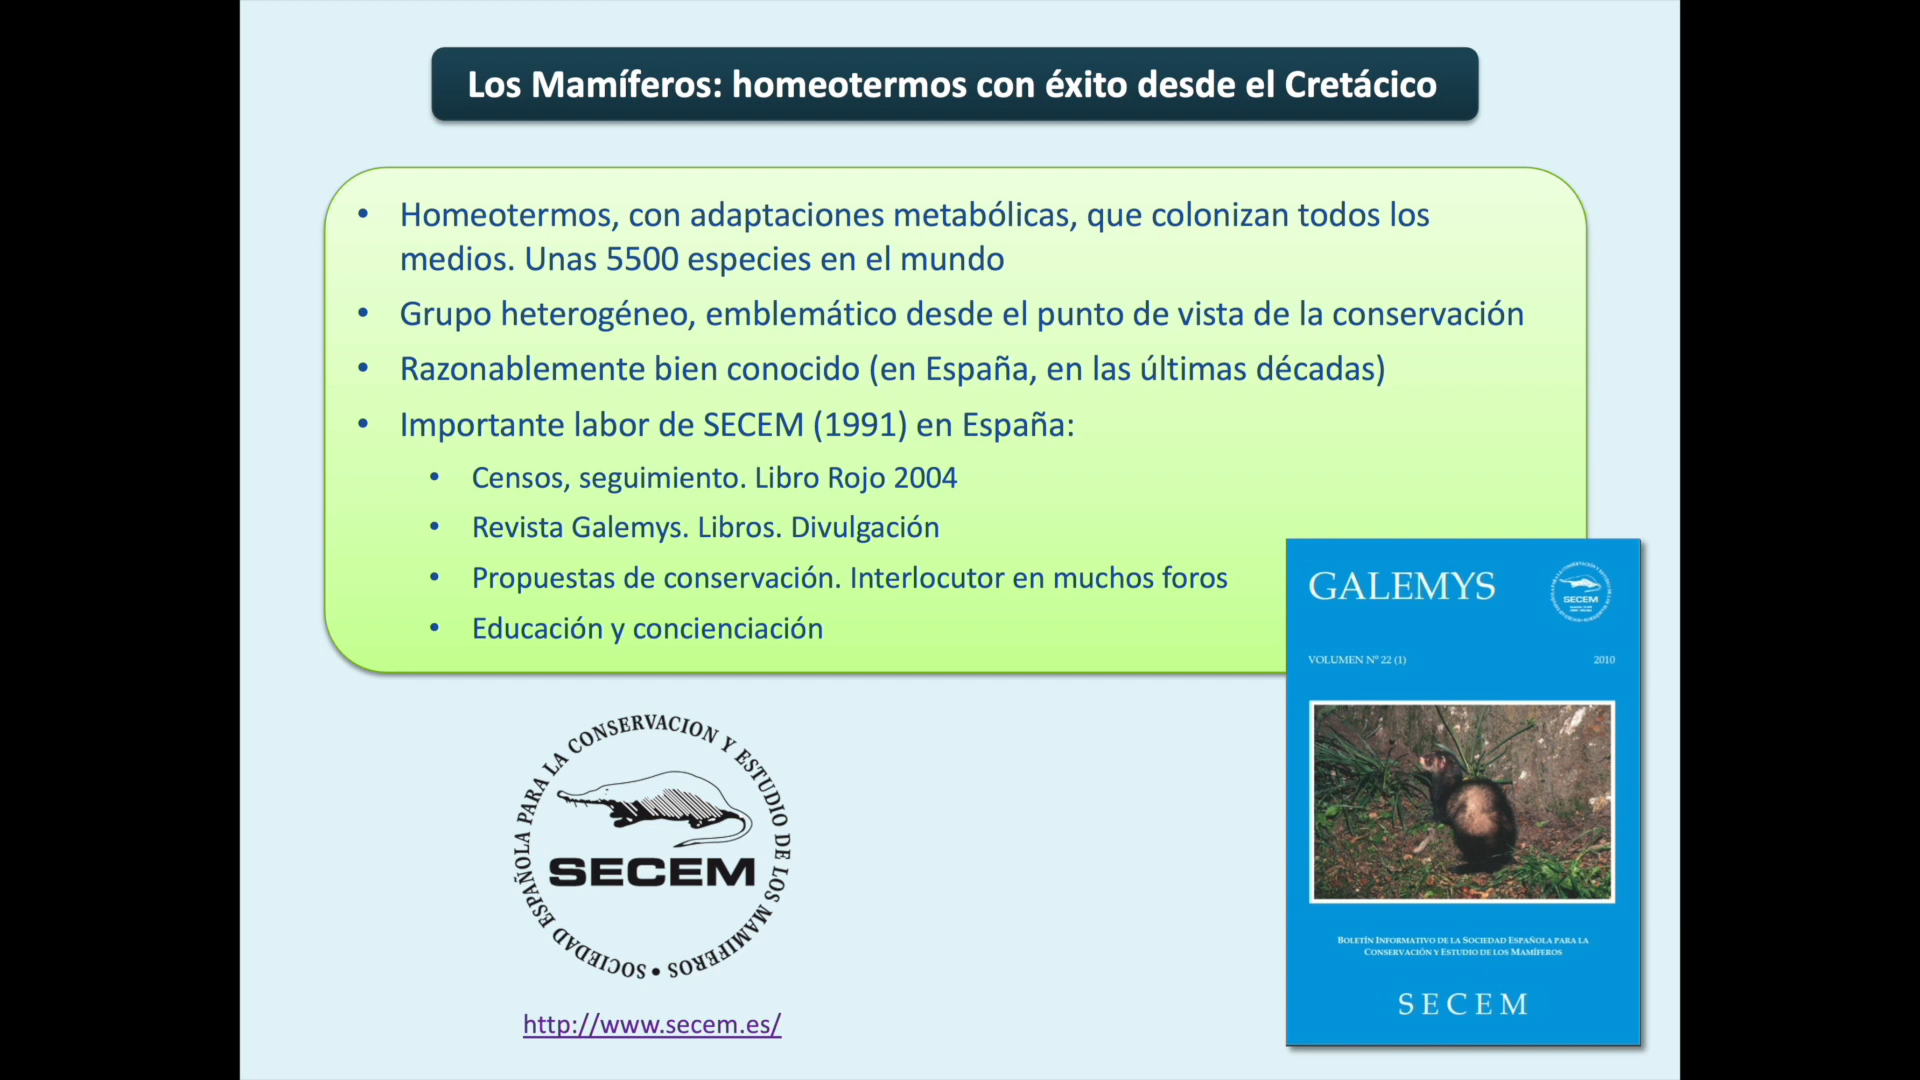 Los Mamíferos: homeotermos con éxito desde el Cretácico
• Homeotermos, con adaptaciones metabólicas, que colonizan todos los
medios. Unas 5500 especies en el mundo
• Grupo heterogéneo, emblemático desde el punto de vista de la conservación
• Razonablemente bien conocido (en España, en las últimas décadas)
• Importante labor de SECEM (1991) en España:
• Censos, seguimiento. Libro Rojo 2004
• Revista Galemys. Libros. Divulgación
• Propuestas de conservación. Interlocutor en muchos foros
• Educación y concienciación
SOCIEDAD ESPAÑOLA PARA LA CONSERVACION Y ESTUDIO DE LOS MAMIFEROS •
SECEM
http://www.secem.es/
GALEMYS
SECEM
VOLUMEN Nº 22 (1) 2010
BOLETÍN INFORMATIVO DE LA SOCIEDAD ESPAÑOLA PARA LA
CONSERVACIÓN Y ESTUDIO DE LOS MAMÍFEROS
SECEM